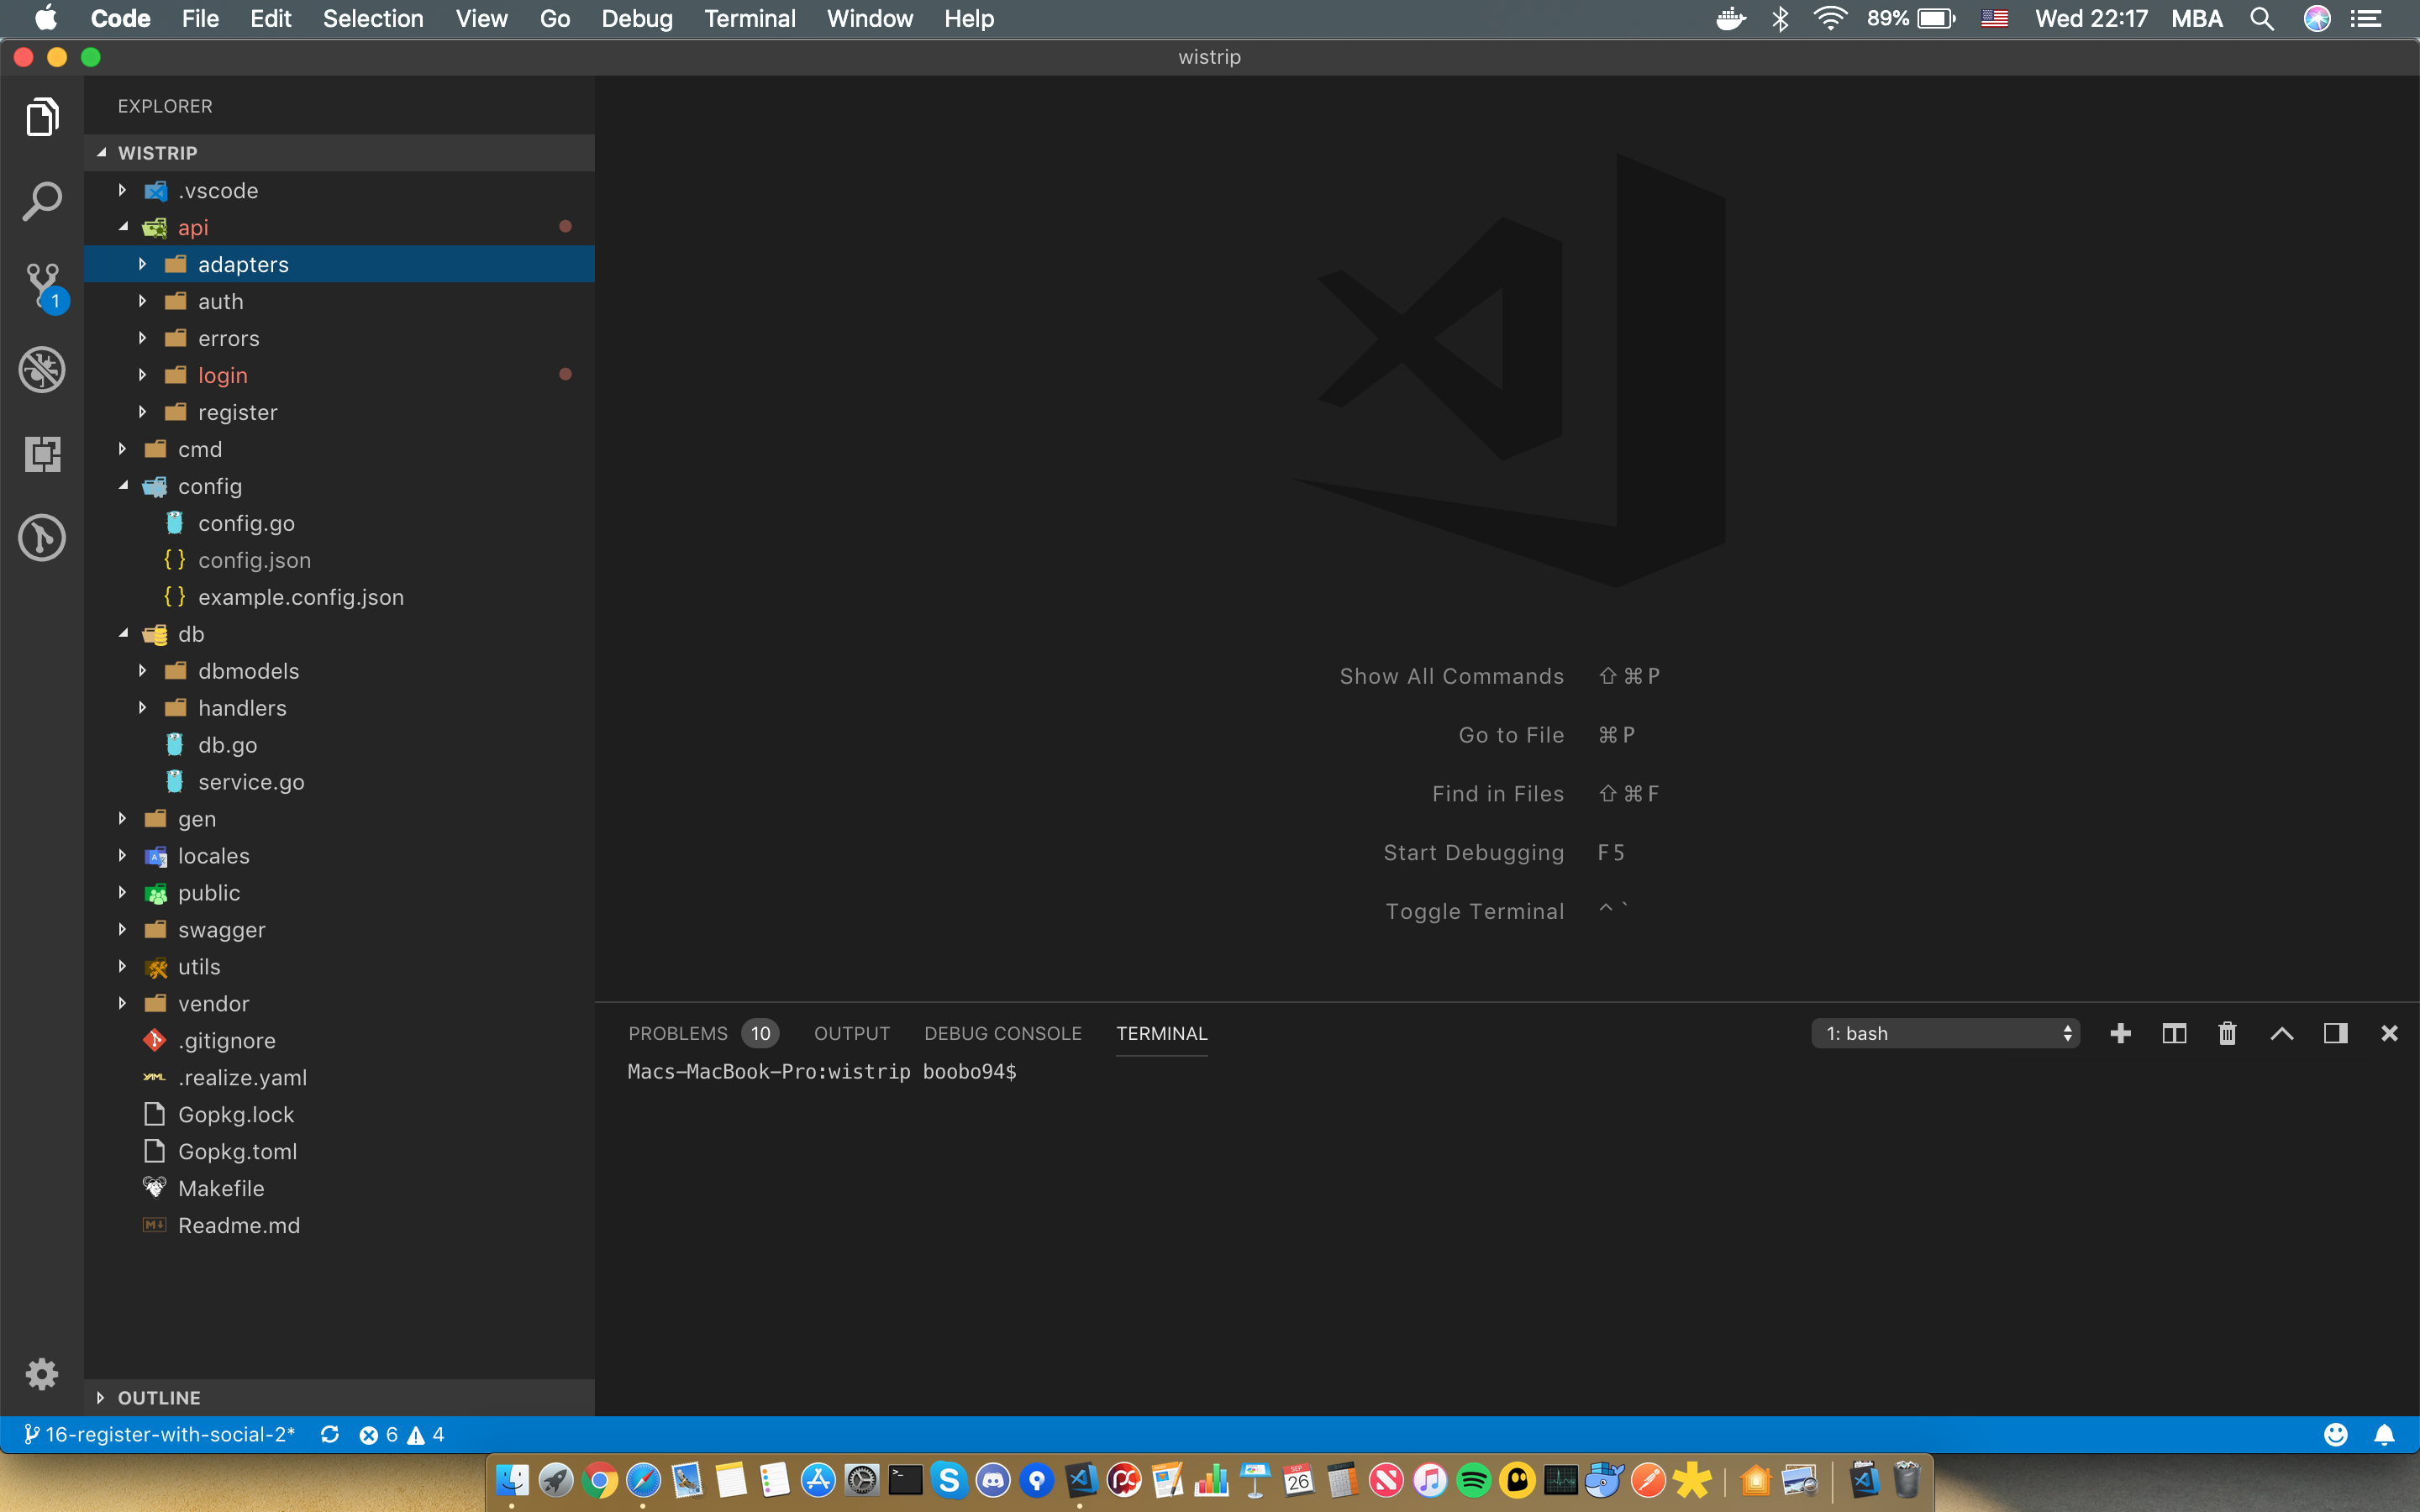 Code File Edit Selection View Go Debug Terminal Window Help 89% Wed 22:17 MBA
wistrip
EXPLORER
WISTRIP
.vscode
api
adapters
auth
errors
login
register
cmd
config
config.go
{ } config.json
{ } example.config.json
db
dbmodels
handlers
db.go
service.go
gen
locales
public
swagger
utils
vendor
.gitignore
.realize.yaml
Gopkg.lock
Gopkg.toml
Makefile
Readme.md
OUTLINE
1
Show All Commands ⇧⌘P
Go to File ⌘P
Find in Files ⇧⌘F
Start Debugging F5
Toggle Terminal ^`
PROBLEMS 10 OUTPUT DEBUG CONSOLE TERMINAL 1: bash
Macs-MacBook-Pro:wistrip boobo94$
16-register-with-social-2* 6 4
SEP
26